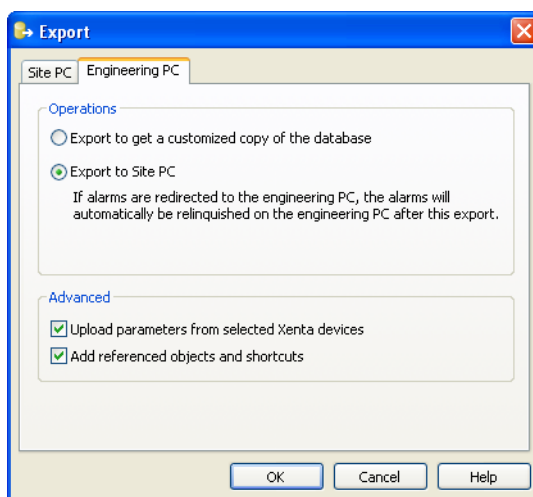 Export
Site PC
Engineering PC
Operations
Export to get a customized copy of the database
Export to Site PC
If alarms are redirected to the engineering PC, the alarms will
automatically be relinquished on the engineering PC after this export.
Advanced
Upload parameters from selected Xenta devices
Add referenced objects and shortcuts
OK
Cancel
Help